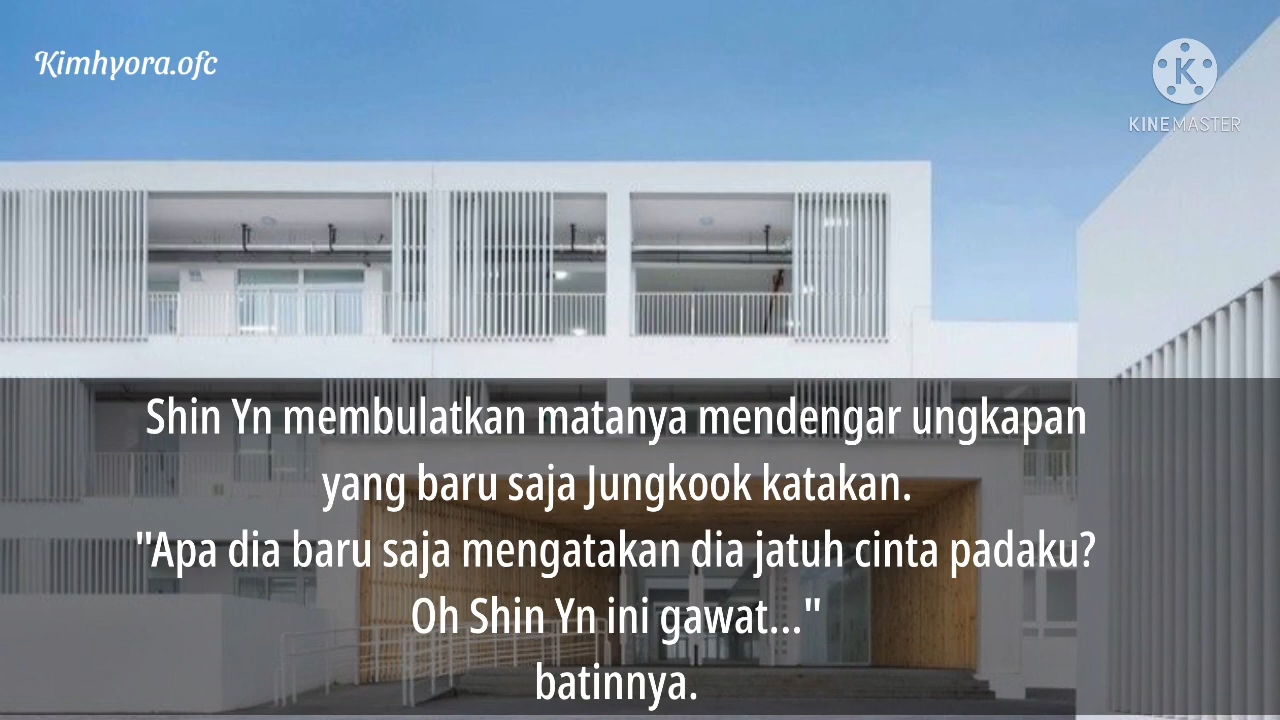 Kimhyora.ofc
K
KINEMASTER
Shin Yn membulatkan matanya mendengar ungkapan
yang baru saja Jungkook katakan.
"Apa dia baru saja mengatakan dia jatuh cinta padaku?
Oh Shin Yn ini gawat..."
batinnya.